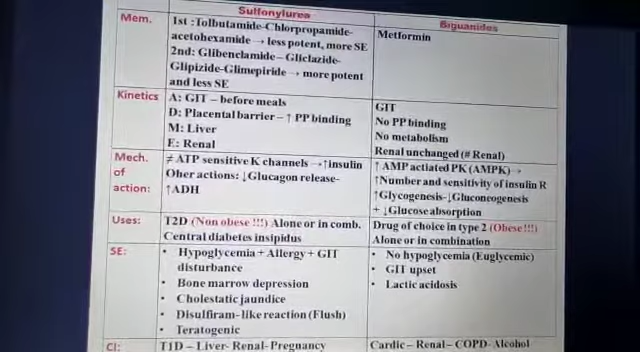 Sulfonylurea
Biguanides
Mem.
1st :Tolbutamide-Chlorpropamide-
acetohexamide → less potent, more SE
2nd: Glibenclamide – Gliclazide-
Glipizide-Glimepiride → more potent
and less SE
Metformin
Kinetics
A: GIT – before meals
D: Placental barrier – ↑ PP binding
M: Liver
E: Renal
GIT
No PP binding
No metabolism
Renal unchanged (# Renal)
Mech.
of
action:
≠ ATP sensitive K channels →↑insulin
Oher actions: ↓Glucagon release-
↑ADH
↑ AMP actiated PK (AMPK) →
↑Number and sensitivity of insulin R
↑Glycogenesis-↓Gluconeogenesis
+ ↓Glucose absorption
Uses:
T2D (Non obese !!!) Alone or in comb.
Central diabetes insipidus
Drug of choice in type 2 (Obese!!!)
Alone or in combination
SE:
• Hypoglycemia + Allergy + GIT
disturbance
• Bone marrow depression
• Cholestatic jaundice
• Disulfiram-like reaction (Flush)
• Teratogenic
• No hypoglycemia (Euglycemic)
• GIT upset
• Lactic acidosis
CI:
T1D – Liver- Renal- Pregnancy
Cardic – Renal – COPD- Alcohol